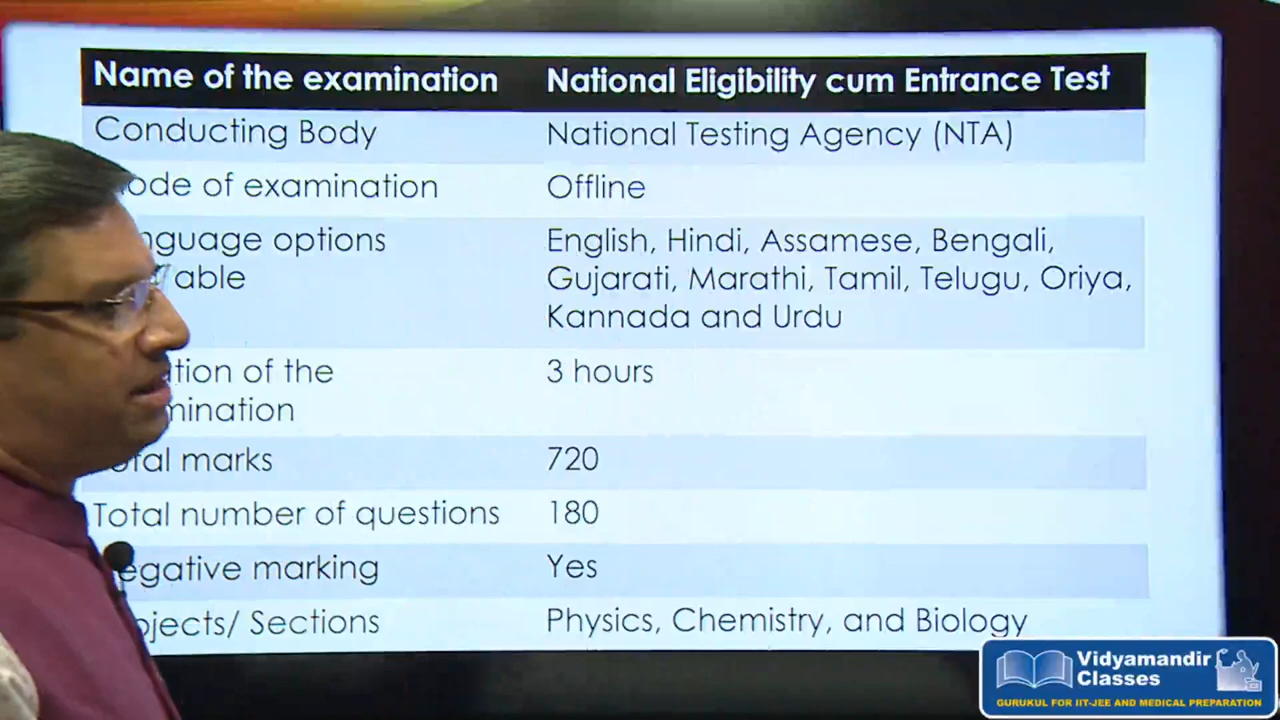 Name of the examination National Eligibility cum Entrance Test
Conducting Body National Testing Agency (NTA)
ode of examination Offline
nguage options English, Hindi, Assamese, Bengali,
able Gujarati, Marathi, Tamil, Telugu, Oriya,
Kannada and Urdu
tion of the 3 hours
mination
tal marks 720
Total number of questions 180
egative marking Yes
jects/ Sections Physics, Chemistry, and Biology
Vidyamandir
Classes
GURUKUL FOR IIT-JEE AND MEDICAL PREPARATION